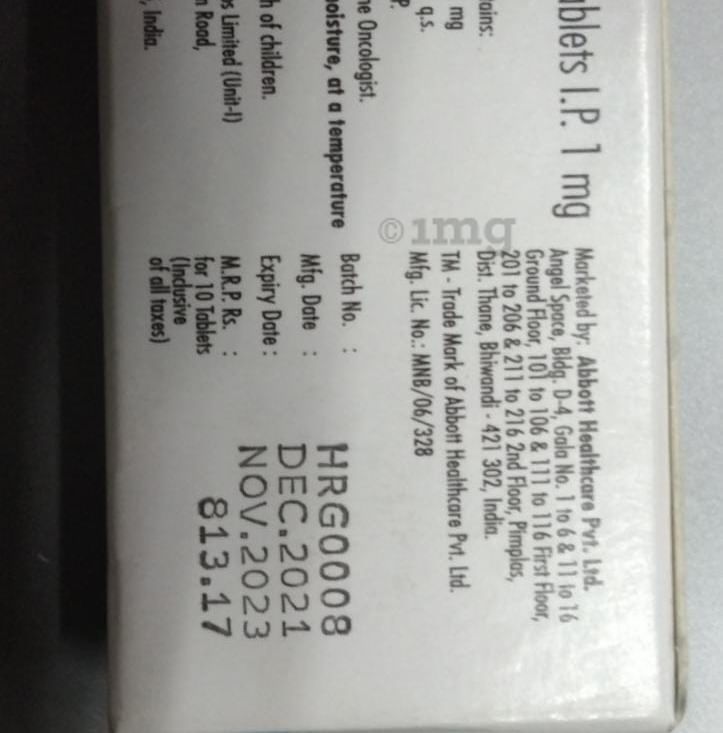 ablets I.P. 1 mg
tains:
mg
q.s.
P.
ne Oncologist.
oisture, at a temperature
h of children.
s Limited (Unit-I)
n Road,
, India.
©1mg
Marketed by: Abbott Healthcare Pvt. Ltd.
Angel Space, Bldg. D-4, Gala No. 1 to 6 & 11 to 16
Ground Floor, 101 to 106 & 111 to 116 First Floor,
201 to 206 & 211 to 216 2nd Floor, Pimplas,
Dist. Thane, Bhiwandi - 421 302, India.
TM - Trade Mark of Abbott Healthcare Pvt. Ltd.
Mfg. Lic. No.: MNB/06/328
Batch No. : HRG0008
Mfg. Date : DEC.2021
Expiry Date : NOV.2023
M.R.P. Rs. : 813.17
for 10 Tablets
(Inclusive
of all taxes)